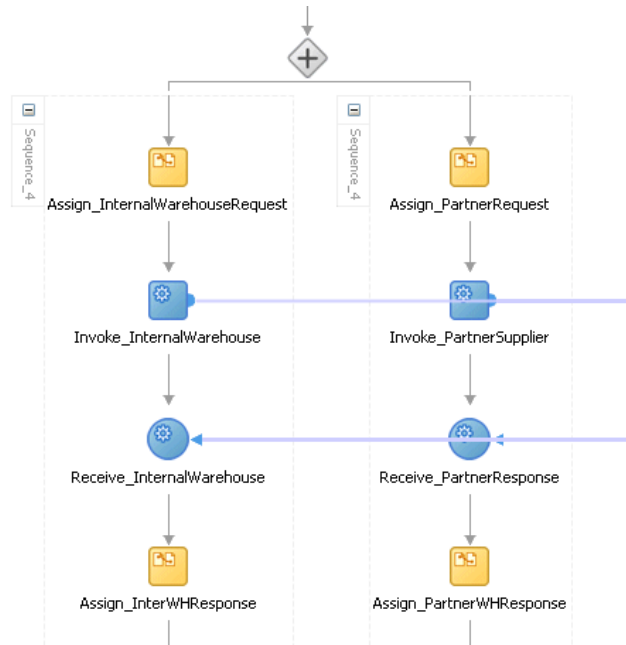 Sequence_4
Sequence_4
Assign_InternalWarehouseRequest
Assign_PartnerRequest
Invoke_InternalWarehouse
Invoke_PartnerSupplier
Receive_InternalWarehouse
Receive_PartnerResponse
Assign_InterWHResponse
Assign_PartnerWHResponse